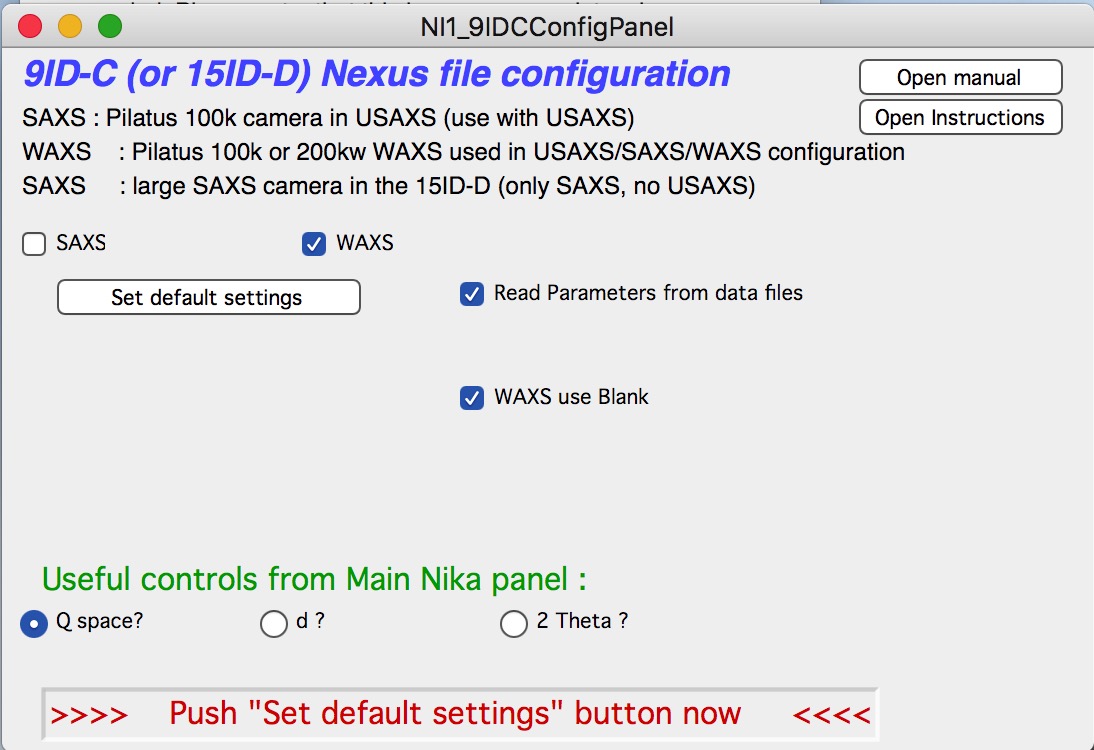 NI1_9IDCConfigPanel
9ID-C (or 15ID-D) Nexus file configuration
Open manual
SAXS : Pilatus 100k camera in USAXS (use with USAXS)
Open Instructions
WAXS : Pilatus 100k or 200kw WAXS used in USAXS/SAXS/WAXS configuration
SAXS : large SAXS camera in the 15ID-D (only SAXS, no USAXS)
SAXS WAXS
Set default settings
Read Parameters from data files
WAXS use Blank
Useful controls from Main Nika panel :
Q space? d ? 2 Theta ?
>>>> Push "Set default settings" button now <<<<